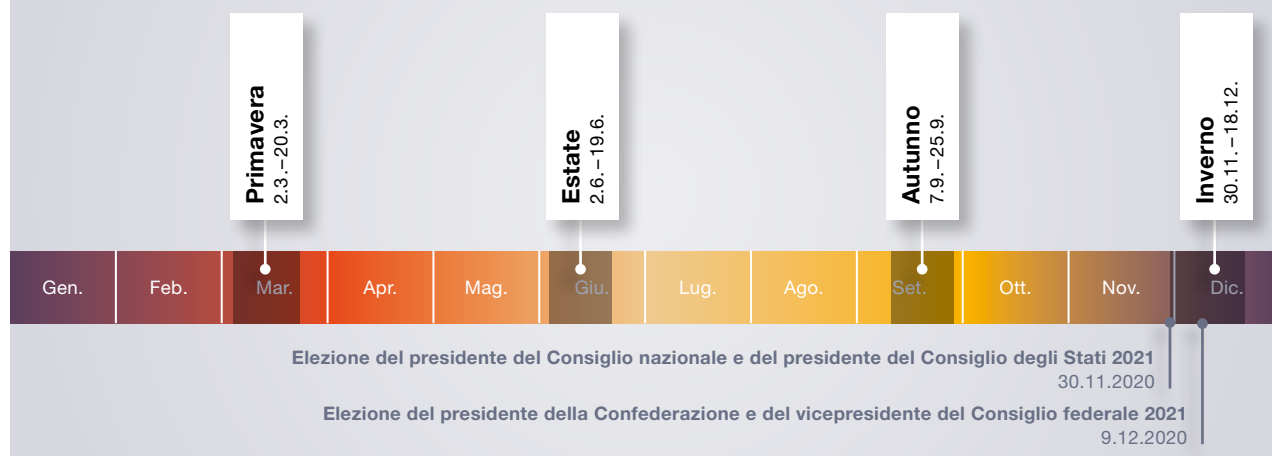 Primavera
2.3.–20.3.
Estate
2.6.–19.6.
Autunno
7.9.–25.9.
Inverno
30.11.–18.12.
Gen.
Feb.
Mar.
Apr.
Mag.
Giu.
Lug.
Ago.
Set.
Ott.
Nov.
Dic.
Elezione del presidente del Consiglio nazionale e del presidente del Consiglio degli Stati 2021
30.11.2020
Elezione del presidente della Confederazione e del vicepresidente del Consiglio federale 2021
9.12.2020